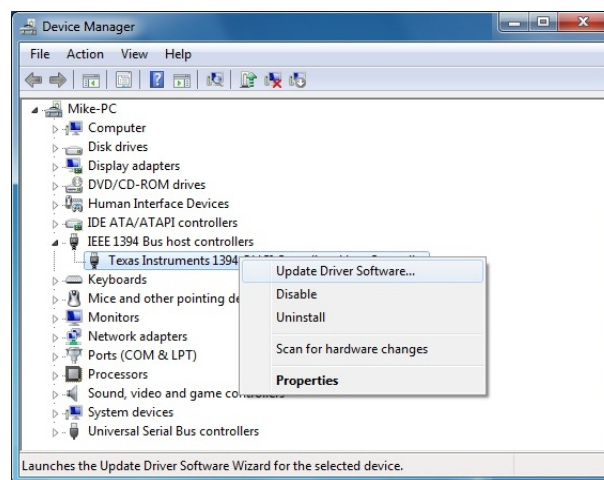 Device Manager
File Action View Help
Mike-PC
Computer
Disk drives
Display adapters
DVD/CD-ROM drives
Human Interface Devices
IDE ATA/ATAPI controllers
IEEE 1394 Bus host controllers
Texas Instruments 1394
Update Driver Software...
Disable
Uninstall
Scan for hardware changes
Properties
Keyboards
Mice and other pointing de
Monitors
Network adapters
Ports (COM & LPT)
Processors
Sound, video and game controllers
System devices
Universal Serial Bus controllers
Launches the Update Driver Software Wizard for the selected device.